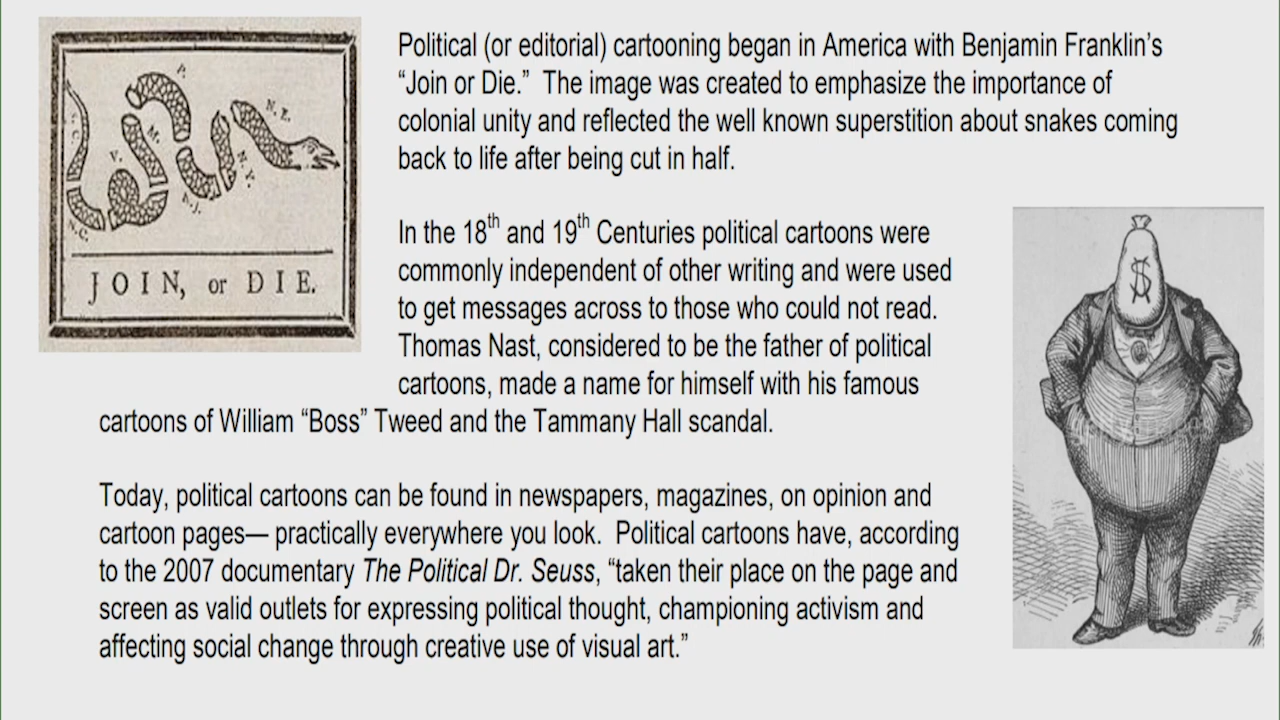 S. C.
N. C.
V.
M.
P.
N. J.
N. Y.
N. E.
JOIN, or DIE.
Political (or editorial) cartooning began in America with Benjamin Franklin’s
“Join or Die.” The image was created to emphasize the importance of
colonial unity and reflected the well known superstition about snakes coming
back to life after being cut in half.
In the 18th and 19th Centuries political cartoons were
commonly independent of other writing and were used
to get messages across to those who could not read.
Thomas Nast, considered to be the father of political
cartoons, made a name for himself with his famous
cartoons of William “Boss” Tweed and the Tammany Hall scandal.
$
Today, political cartoons can be found in newspapers, magazines, on opinion and
cartoon pages— practically everywhere you look. Political cartoons have, according
to the 2007 documentary The Political Dr. Seuss, “taken their place on the page and
screen as valid outlets for expressing political thought, championing activism and
affecting social change through creative use of visual art.”